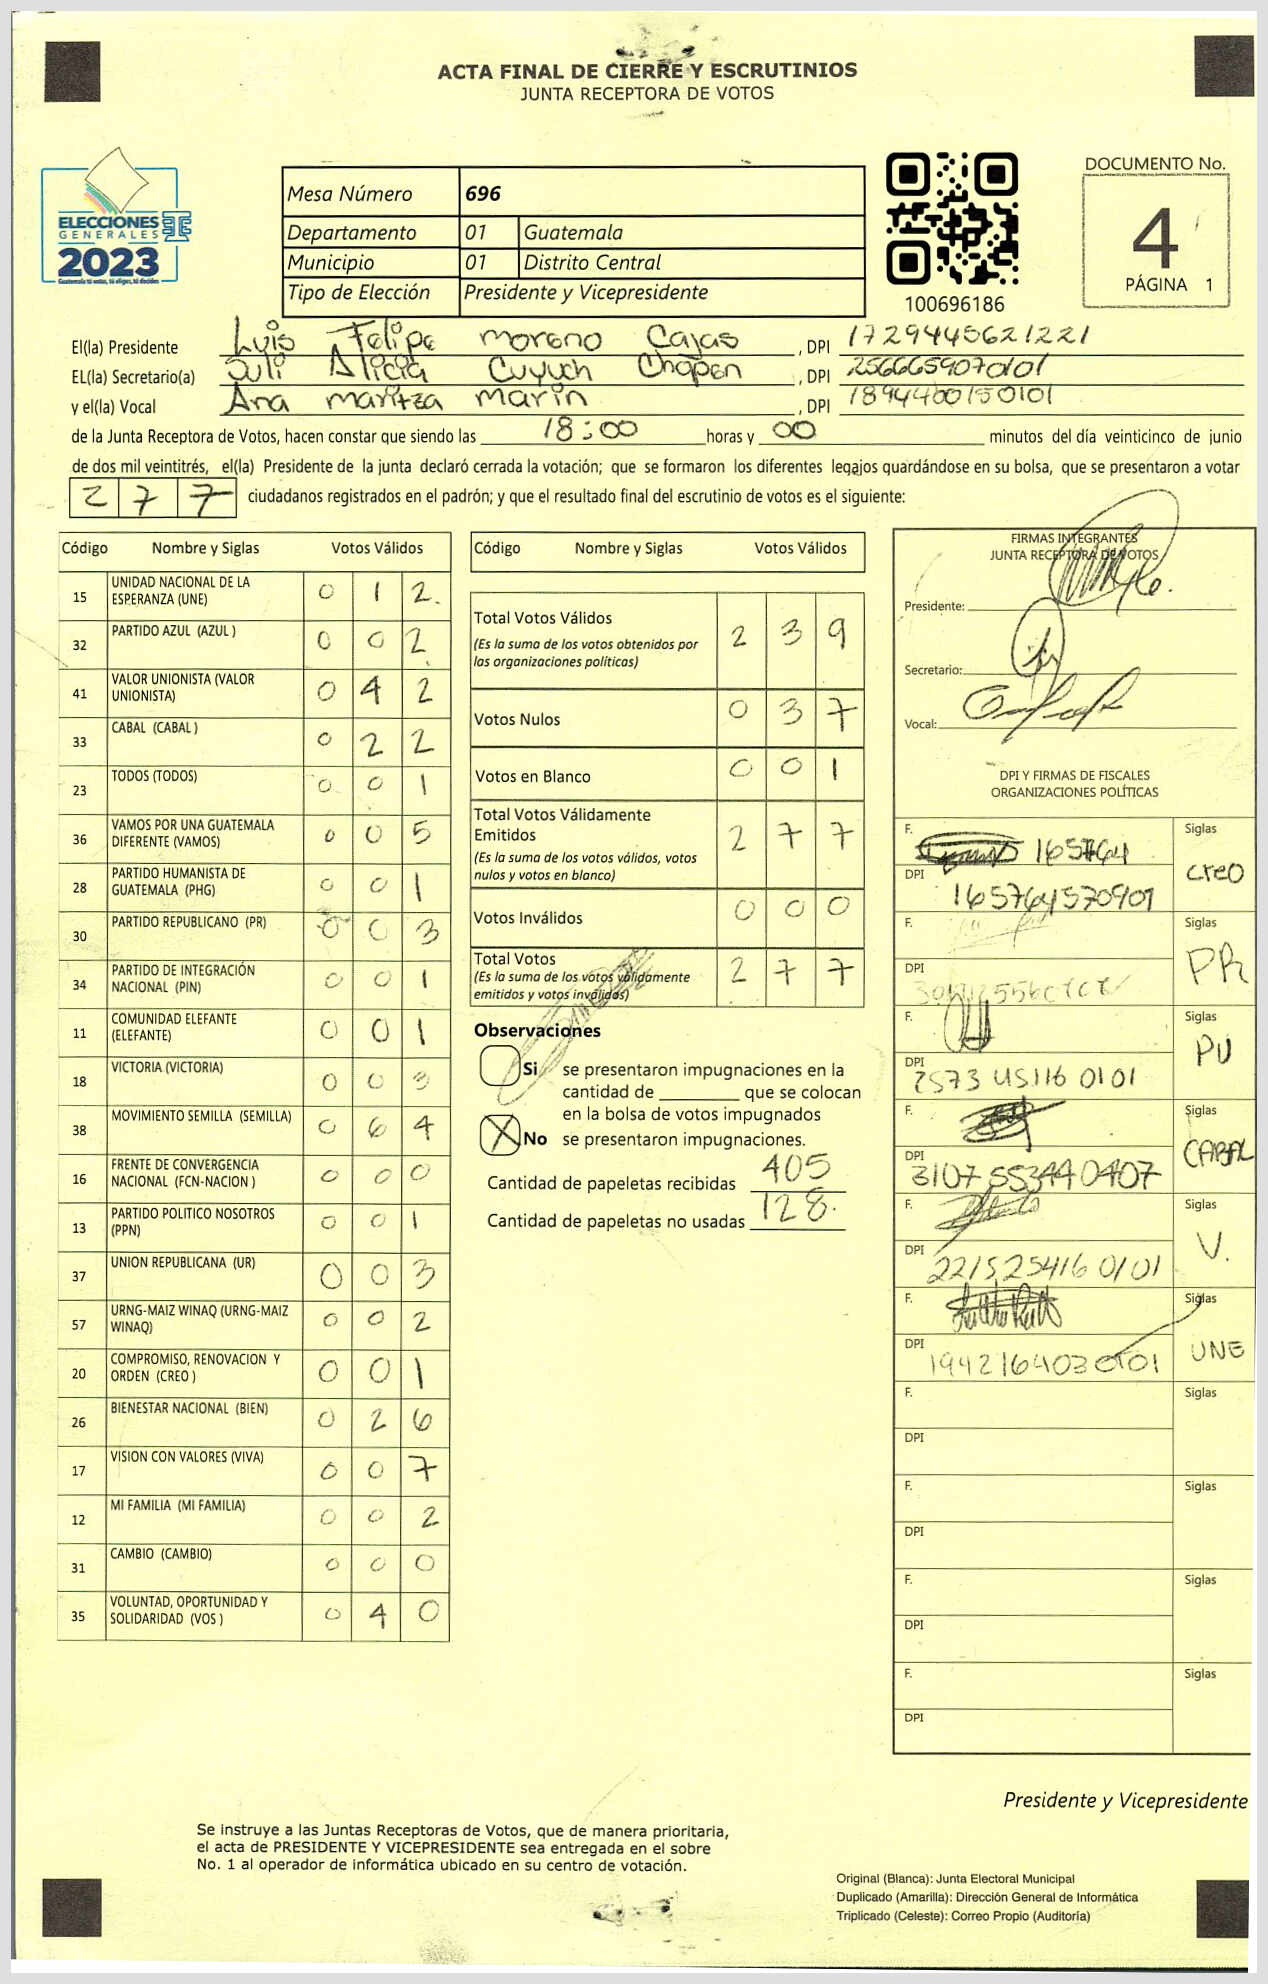 ACTA FINAL DE CIERRE Y ESCRUTINIOS
JUNTA RECEPTORA DE VOTOS
ELECCIONES
GENERALES
2023
Guatemala tú votas, tú eliges, tú decides
Mesa Número 696
Departamento 01 Guatemala
Municipio 01 Distrito Central
Tipo de Elección Presidente y Vicepresidente
100696186
DOCUMENTO No.
4
PÁGINA 1
El(la) Presidente Luis Felipe Moreno Cajas, DPI 1729445621221
EL(la) Secretario(a) Juli Alicia Cuyuch Chapen, DPI 2566659070101
y el(la) Vocal Ana maritza marin, DPI 1894400150101
de la Junta Receptora de Votos, hacen constar que siendo las 18:00 horas y 00 minutos del día veinticinco de junio
de dos mil veintitrés, el(la) Presidente de la junta declaró cerrada la votación; que se formaron los diferentes legajos guardándose en su bolsa, que se presentaron a votar
277 ciudadanos registrados en el padrón; y que el resultado final del escrutinio de votos es el siguiente:
Código Nombre y Siglas Votos Válidos
15 UNIDAD NACIONAL DE LA ESPERANZA (UNE) 0 1 2
32 PARTIDO AZUL (AZUL ) 0 0 2
41 VALOR UNIONISTA (VALOR UNIONISTA) 0 4 2
33 CABAL (CABAL ) 0 2 2
23 TODOS (TODOS) 0 0 1
36 VAMOS POR UNA GUATEMALA DIFERENTE (VAMOS) 0 0 5
28 PARTIDO HUMANISTA DE GUATEMALA (PHG) 0 0 1
30 PARTIDO REPUBLICANO (PR) 0 0 3
34 PARTIDO DE INTEGRACIÓN NACIONAL (PIN) 0 0 1
11 COMUNIDAD ELEFANTE (ELEFANTE) 0 0 1
18 VICTORIA (VICTORIA) 0 0 3
38 MOVIMIENTO SEMILLA (SEMILLA) 0 6 4
16 FRENTE DE CONVERGENCIA NACIONAL (FCN-NACION ) 0 0 0
13 PARTIDO POLITICO NOSOTROS (PPN) 0 0 1
37 UNION REPUBLICANA (UR) 0 0 3
57 URNG-MAIZ WINAQ (URNG-MAIZ WINAQ) 0 0 2
20 COMPROMISO, RENOVACION Y ORDEN (CREO ) 0 0 1
26 BIENESTAR NACIONAL (BIEN) 0 2 6
17 VISION CON VALORES (VIVA) 0 0 7
12 MI FAMILIA (MI FAMILIA) 0 0 2
31 CAMBIO (CAMBIO) 0 0 0
35 VOLUNTAD, OPORTUNIDAD Y SOLIDARIDAD (VOS ) 0 4 0
Código Nombre y Siglas Votos Válidos
Total Votos Válidos 2 3 9
(Es la suma de los votos obtenidos por
las organizaciones políticas)
Votos Nulos 0 3 7
Votos en Blanco 0 0 1
Total Votos Válidamente
Emitidos 2 7 7
(Es la suma de los votos válidos, votos
nulos y votos en blanco)
Votos Inválidos 0 0 0
Total Votos 2 7 7
(Es la suma de los votos válidamente
emitidos y votos inválidos)
Observaciones
Si se presentaron impugnaciones en la
cantidad de ________ que se colocan
en la bolsa de votos impugnados
X No se presentaron impugnaciones.
Cantidad de papeletas recibidas 405
Cantidad de papeletas no usadas 128
FIRMAS INTEGRANTES
JUNTA RECEPTORA DE VOTOS
Presidente:
Secretario:
Vocal:
DPI Y FIRMAS DE FISCALES
ORGANIZACIONES POLÍTICAS
F. 165764 Siglas
DPI 165764570901 creo
F. Siglas
DPI PR
F. Siglas
DPI 2573 45116 0101 PU
F. Siglas
DPI 3107 55344 0407 CABAL
F. Siglas
DPI 221525416 0101 V.
F. Siglas
DPI 1942164030101 UNE
F. Siglas
DPI
F. Siglas
DPI
F. Siglas
DPI
F. Siglas
DPI
Presidente y Vicepresidente
Se instruye a las Juntas Receptoras de Votos, que de manera prioritaria,
el acta de PRESIDENTE Y VICEPRESIDENTE sea entregada en el sobre
No. 1 al operador de informática ubicado en su centro de votación.
Original (Blanca): Junta Electoral Municipal
Duplicado (Amarilla): Dirección General de Informática
Triplicado (Celeste): Correo Propio (Auditoría)